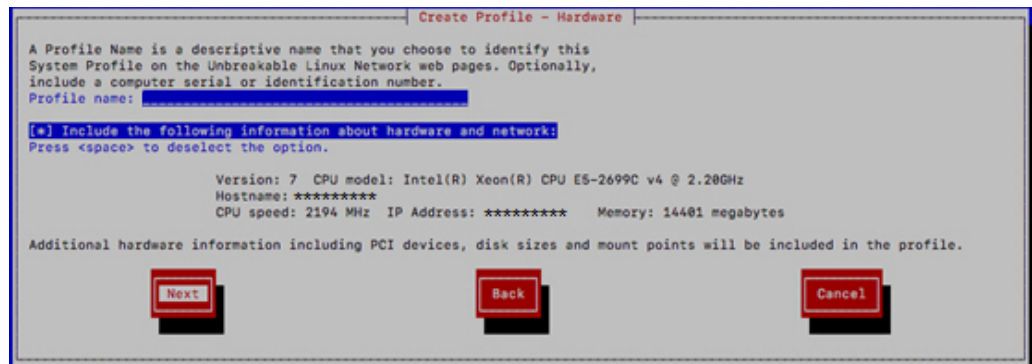 Create Profile - Hardware
A Profile Name is a descriptive name that you choose to identify this
System Profile on the Unbreakable Linux Network web pages. Optionally,
include a computer serial or identification number.
Profile name:
[*] Include the following information about hardware and network:
Press <space> to deselect the option.
Version: 7 CPU model: Intel(R) Xeon(R) CPU E5-2699C v4 @ 2.20GHz
Hostname: *********
CPU speed: 2194 MHz IP Address: ********* Memory: 14401 megabytes
Additional hardware information including PCI devices, disk sizes and mount points will be included in the profile.
Next Back Cancel